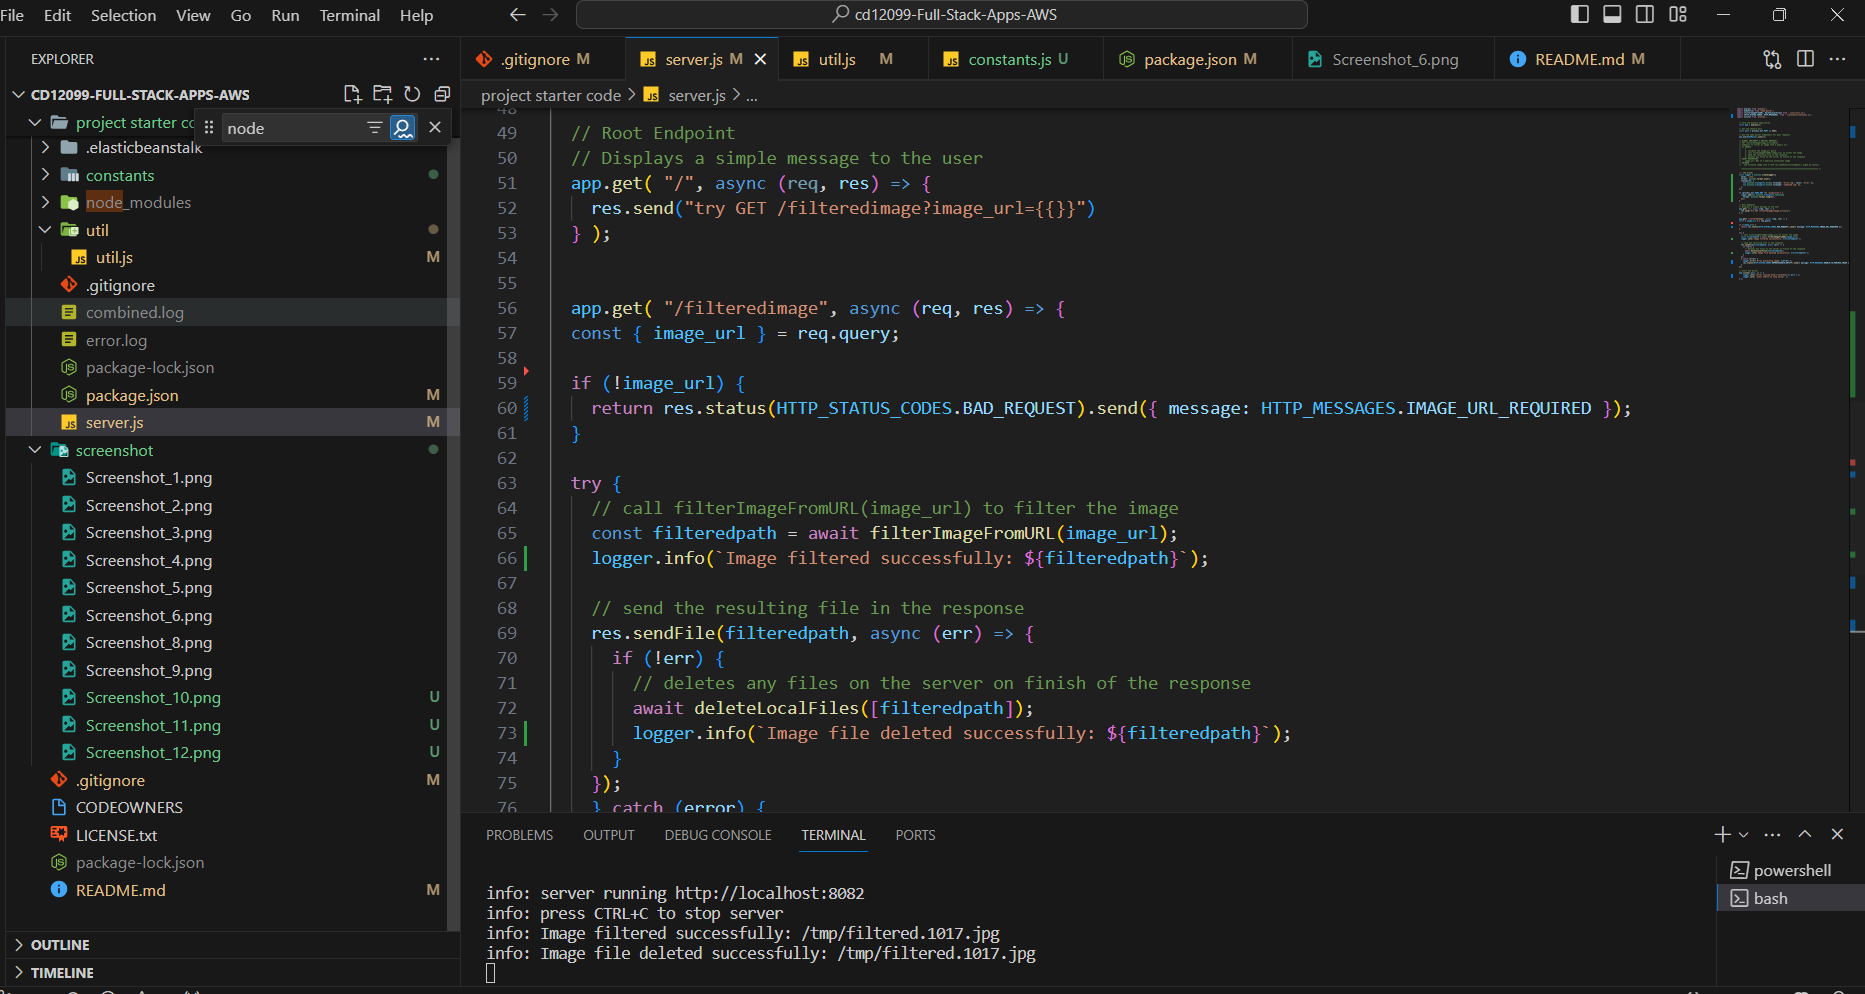 File Edit Selection View Go Run Terminal Help
cd12099-Full-Stack-Apps-AWS
EXPLORER
CD12099-FULL-STACK-APPS-AWS
project starter co
node
.elasticbeanstalk
constants
node_modules
util
util.js M
.gitignore
combined.log
error.log
package-lock.json
package.json M
server.js M
screenshot
Screenshot_1.png
Screenshot_2.png
Screenshot_3.png
Screenshot_4.png
Screenshot_5.png
Screenshot_6.png
Screenshot_8.png
Screenshot_9.png
Screenshot_10.png U
Screenshot_11.png U
Screenshot_12.png U
.gitignore M
CODEOWNERS
LICENSE.txt
package-lock.json
README.md M
OUTLINE
TIMELINE
.gitignore M server.js M util.js M constants.js U package.json M Screenshot_6.png README.md M
project starter code > server.js > ...
48
49 // Root Endpoint
50 // Displays a simple message to the user
51 app.get( "/", async (req, res) => {
52 res.send("try GET /filteredimage?image_url={{}}")
53 } );
54
55
56 app.get( "/filteredimage", async (req, res) => {
57 const { image_url } = req.query;
58
59 if (!image_url) {
60 return res.status(HTTP_STATUS_CODES.BAD_REQUEST).send({ message: HTTP_MESSAGES.IMAGE_URL_REQUIRED });
61 }
62
63 try {
64 // call filterImageFromURL(image_url) to filter the image
65 const filteredpath = await filterImageFromURL(image_url);
66 logger.info(`Image filtered successfully: ${filteredpath}`);
67
68 // send the resulting file in the response
69 res.sendFile(filteredpath, async (err) => {
70 if (!err) {
71 // deletes any files on the server on finish of the response
72 await deleteLocalFiles([filteredpath]);
73 logger.info(`Image file deleted successfully: ${filteredpath}`);
74 }
75 });
76 } catch (error) {
PROBLEMS OUTPUT DEBUG CONSOLE TERMINAL PORTS
info: server running http://localhost:8082
info: press CTRL+C to stop server
info: Image filtered successfully: /tmp/filtered.1017.jpg
info: Image file deleted successfully: /tmp/filtered.1017.jpg
powershell
bash